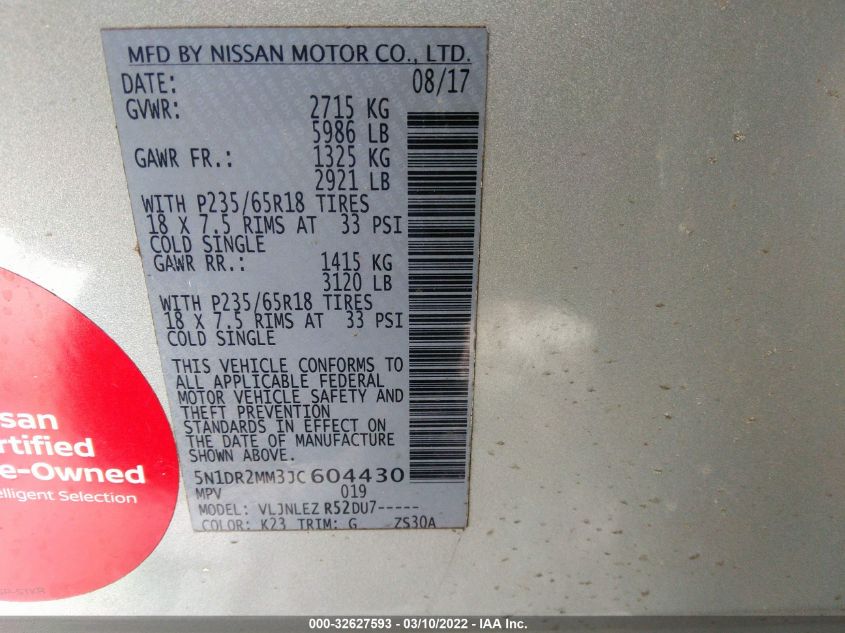 MFD BY NISSAN MOTOR CO., LTD.
DATE: 08/17
GVWR: 2715 KG
5986 LB
GAWR FR.: 1325 KG
2921 LB
WITH P235/65R18 TIRES
18 X 7.5 RIMS AT 33 PSI
COLD SINGLE
GAWR RR.: 1415 KG
3120 LB
WITH P235/65R18 TIRES
18 X 7.5 RIMS AT 33 PSI
COLD SINGLE
THIS VEHICLE CONFORMS TO
ALL APPLICABLE FEDERAL
MOTOR VEHICLE SAFETY AND
THEFT PREVENTION
STANDARDS IN EFFECT ON
THE DATE OF MANUFACTURE
SHOWN ABOVE.
5N1DR2MM3JC604430
MPV 019
MODEL: VLJNLEZ R52DU7-----
COLOR: K23 TRIM: G ZS30A
ssan
rtified
e-Owned
elligent Selection
000-32627593 - 03/10/2022 - IAA Inc.